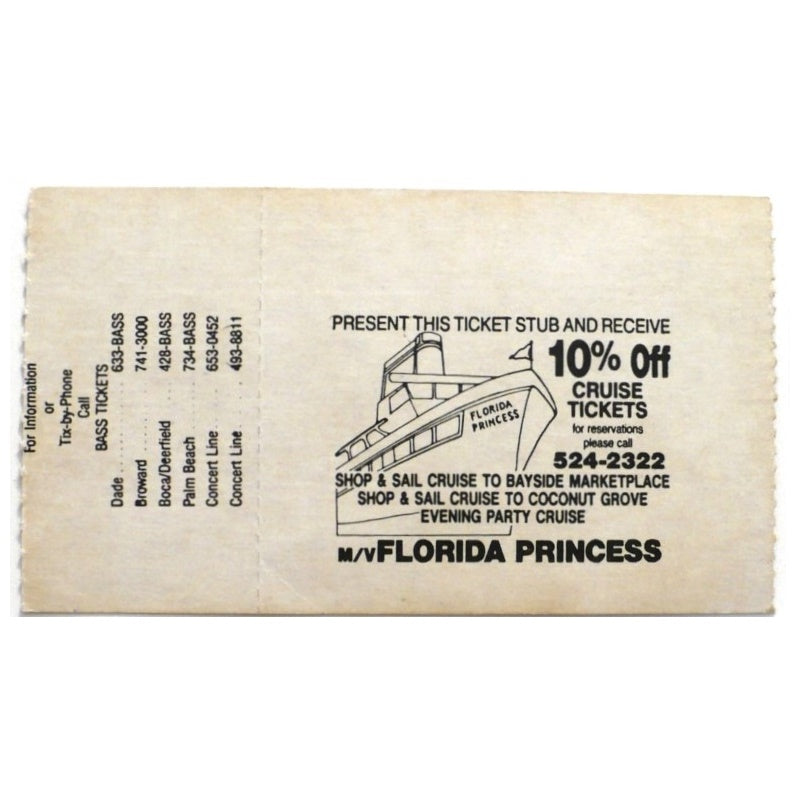 For Information
or
Tix-by-Phone
Call
BASS TICKETS
Dade . . . . . . . . . 633-BASS
Broward . . . . . . . 741-3000
Boca/Deerfield . . . 428-BASS
Palm Beach . . . . . 734-BASS
Concert Line . . . . 653-0452
Concert Line . . . . 493-8811
PRESENT THIS TICKET STUB AND RECEIVE
10% Off
CRUISE
TICKETS
for reservations
please call
524-2322
FLORIDA
PRINCESS
SHOP & SAIL CRUISE TO BAYSIDE MARKETPLACE
SHOP & SAIL CRUISE TO COCONUT GROVE
EVENING PARTY CRUISE
M/V FLORIDA PRINCESS